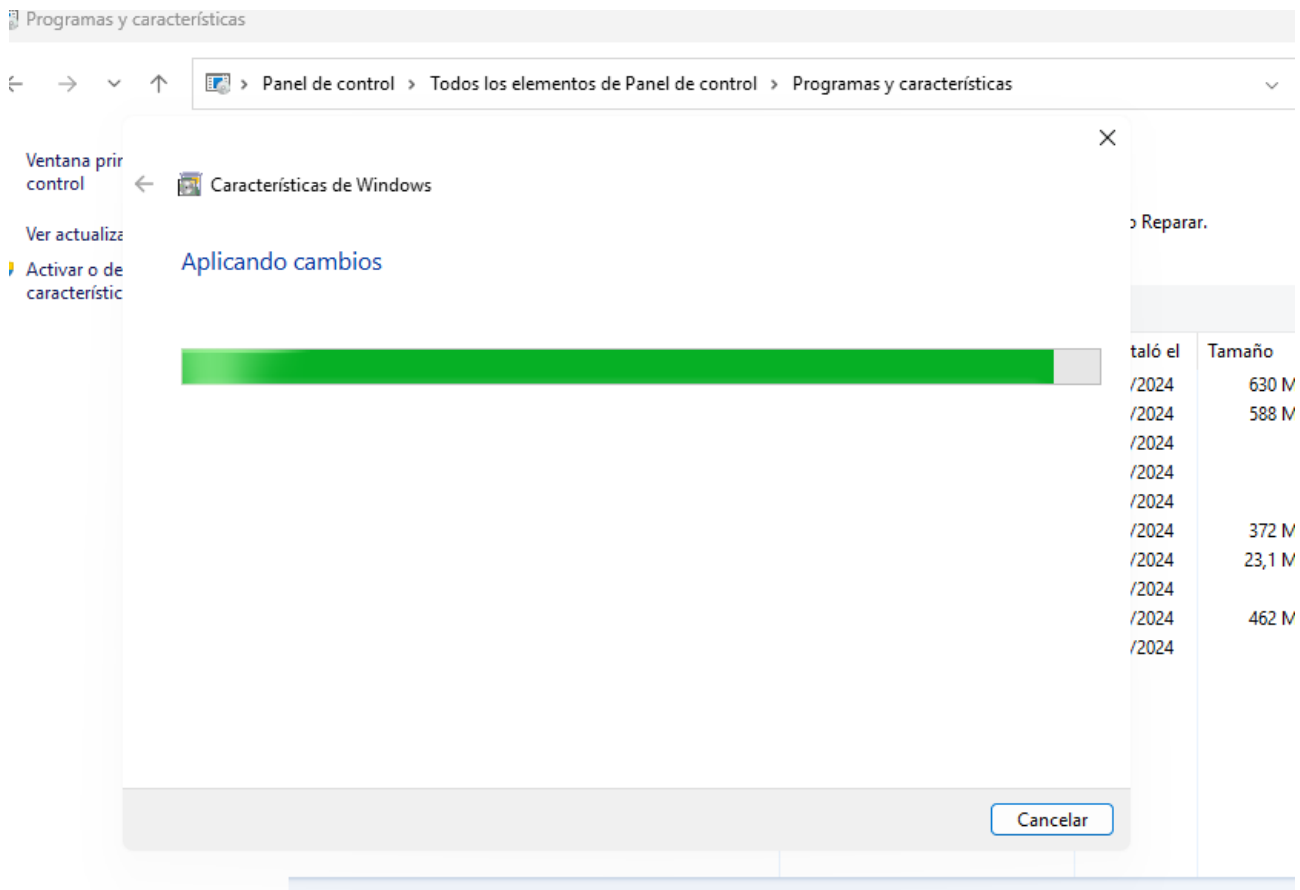 Programas y características
Panel de control > Todos los elementos de Panel de control > Programas y características
Ventana prin
control
Ver actualiza
Activar o de
característic
Características de Windows
Aplicando cambios
o Reparar.
taló el Tamaño
/2024 630 M
/2024 588 M
/2024
/2024
/2024
/2024 372 M
/2024 23,1 M
/2024
/2024 462 M
/2024
Cancelar